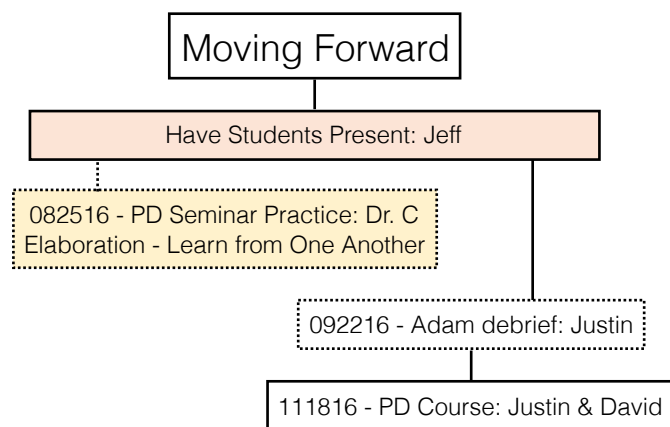 Moving Forward
Have Students Present: Jeff
082516 - PD Seminar Practice: Dr. C
Elaboration - Learn from One Another
092216 - Adam debrief: Justin
111816 - PD Course: Justin & David